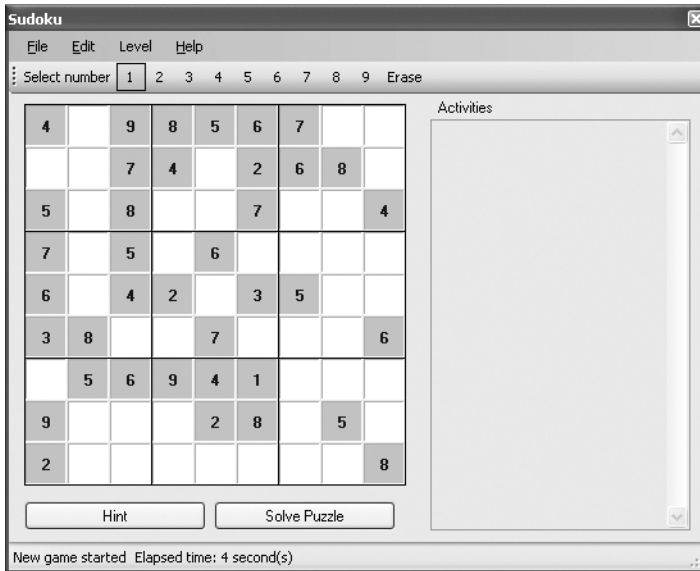 Sudoku
File Edit Level Help
Select number 1 2 3 4 5 6 7 8 9 Erase
Activities
4 9 8 5 6 7
7 4 2 6 8
5 8 7 4
7 5 6
6 4 2 3 5
3 8 7 6
5 6 9 4 1
9 2 8 5
2 8
Hint Solve Puzzle
New game started Elapsed time: 4 second(s)